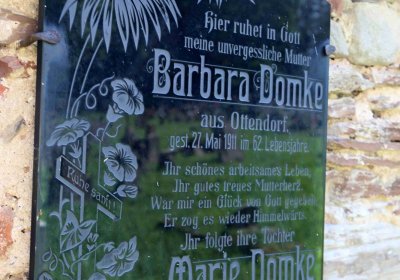 Hier ruhet in Gott
meine unvergessliche Mutter
Barbara Domke
aus Ottendorf,
gest. 27. Mai 1911 im 62. Lebensjahre.
Ihr schönes arbeitsames Leben,
Ihr gutes treues Mutterherz,
War mir ein Glück von Gott gegeben,
Er zog es wieder Himmelwärts.
Ihr folgte ihre Tochter
Marie Domke
Ruhe sanft!